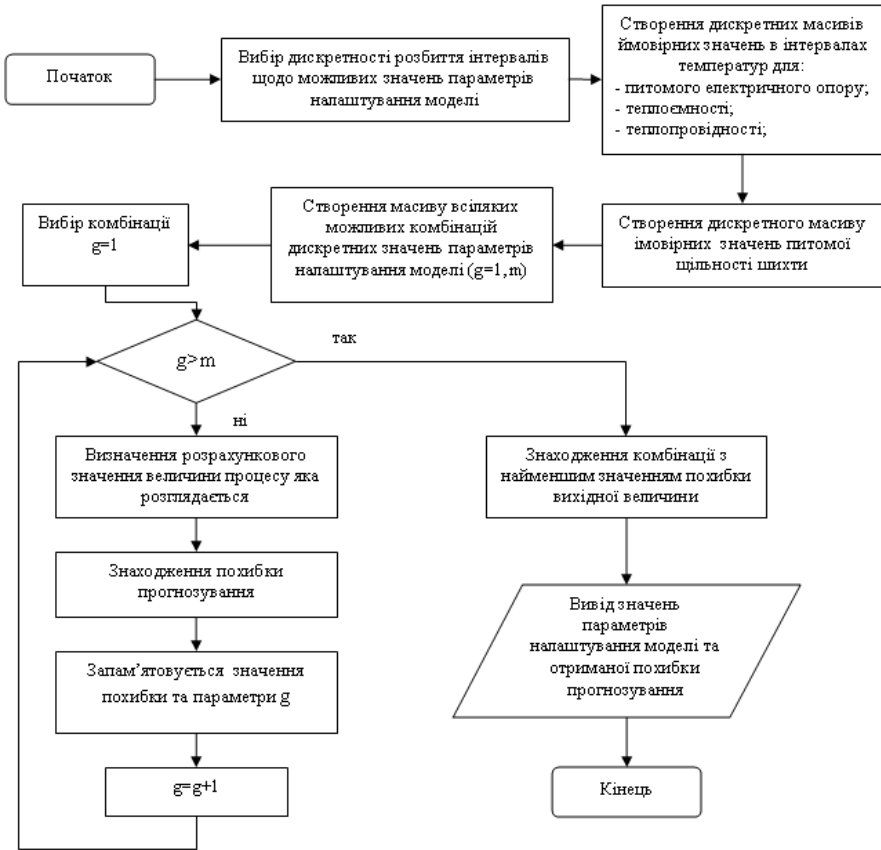 Початок
Вибір дискретності розбиття інтервалів
щодо можливих значень параметрів
налаштування моделі
Створення дискретних масивів
ймовірних значень в інтервалах
температур для:
- питомого електричного опору;
- теплоємності;
- теплопровідності;
Створення дискретного масиву
імовірних значень питомої
щільності шихти
Створення масиву всіляких
можливих комбінацій
дискретних значень параметрів
налаштування моделі (g=1,m)
Вибір комбінації
g=1
g>m
так
ні
Визначення розрахункового
значення величини процесу яка
розглядається
Знаходження похибки
прогнозування
Запам’ятовується значення
похибки та параметри g
g=g+1
Знаходження комбінації з
найменшим значенням похибки
вихідної величини
Вивід значень
параметрів
налаштування моделі та
отриманої похибки
прогнозування
Кінець